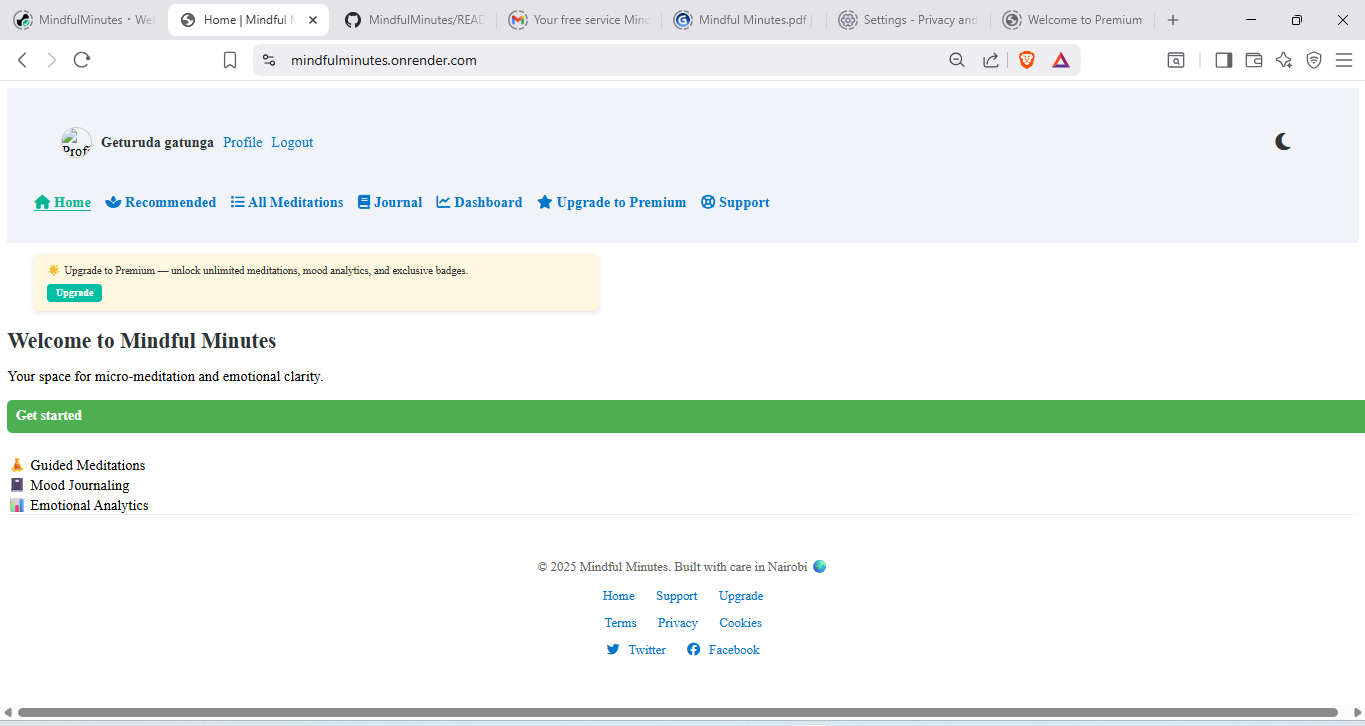 MindfulMinutes · We
Home | Mindful M
MindfulMinutes/READ
Your free service Mind
Mindful Minutes.pdf
Settings - Privacy and
Welcome to Premium
mindfulminutes.onrender.com
Prof
Geturuda gatunga Profile Logout
Home Recommended All Meditations Journal Dashboard Upgrade to Premium Support
Upgrade to Premium — unlock unlimited meditations, mood analytics, and exclusive badges.
Upgrade
Welcome to Mindful Minutes
Your space for micro-meditation and emotional clarity.
Get started
Guided Meditations
Mood Journaling
Emotional Analytics
© 2025 Mindful Minutes. Built with care in Nairobi
Home Support Upgrade
Terms Privacy Cookies
Twitter Facebook